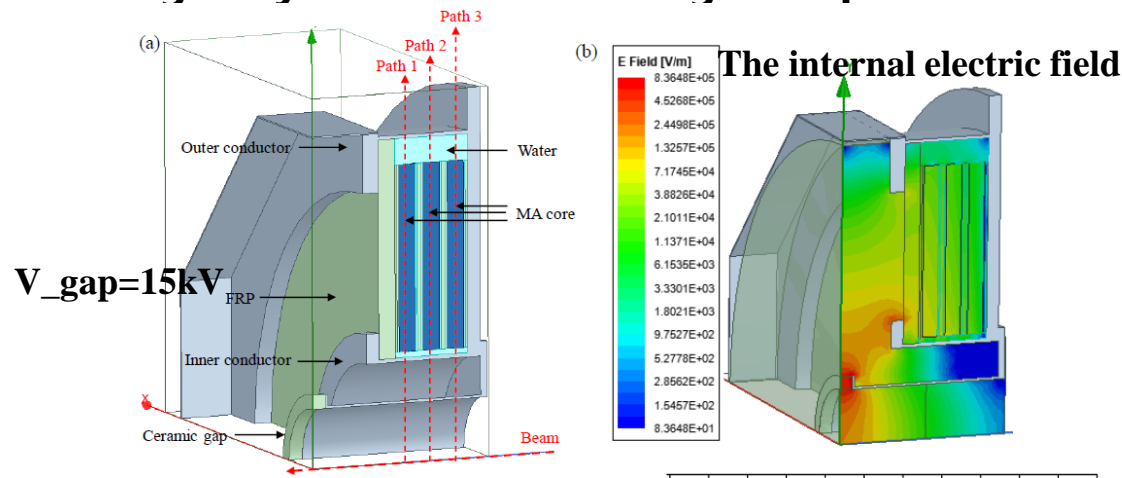 Path 3
(a)
Path 2
Path 1
Outer conductor
Water
MA core
V_gap=15kV
FRP
Inner conductor
Ceramic gap
Beam
x
(b)
The internal electric field
E Field [V/m]
8.3648E+05
4.5268E+05
2.4498E+05
1.3257E+05
7.1745E+04
3.8826E+04
2.1011E+04
1.1371E+04
6.1535E+03
3.3301E+03
1.8021E+03
9.7527E+02
5.2778E+02
2.8562E+02
1.5457E+02
8.3648E+01